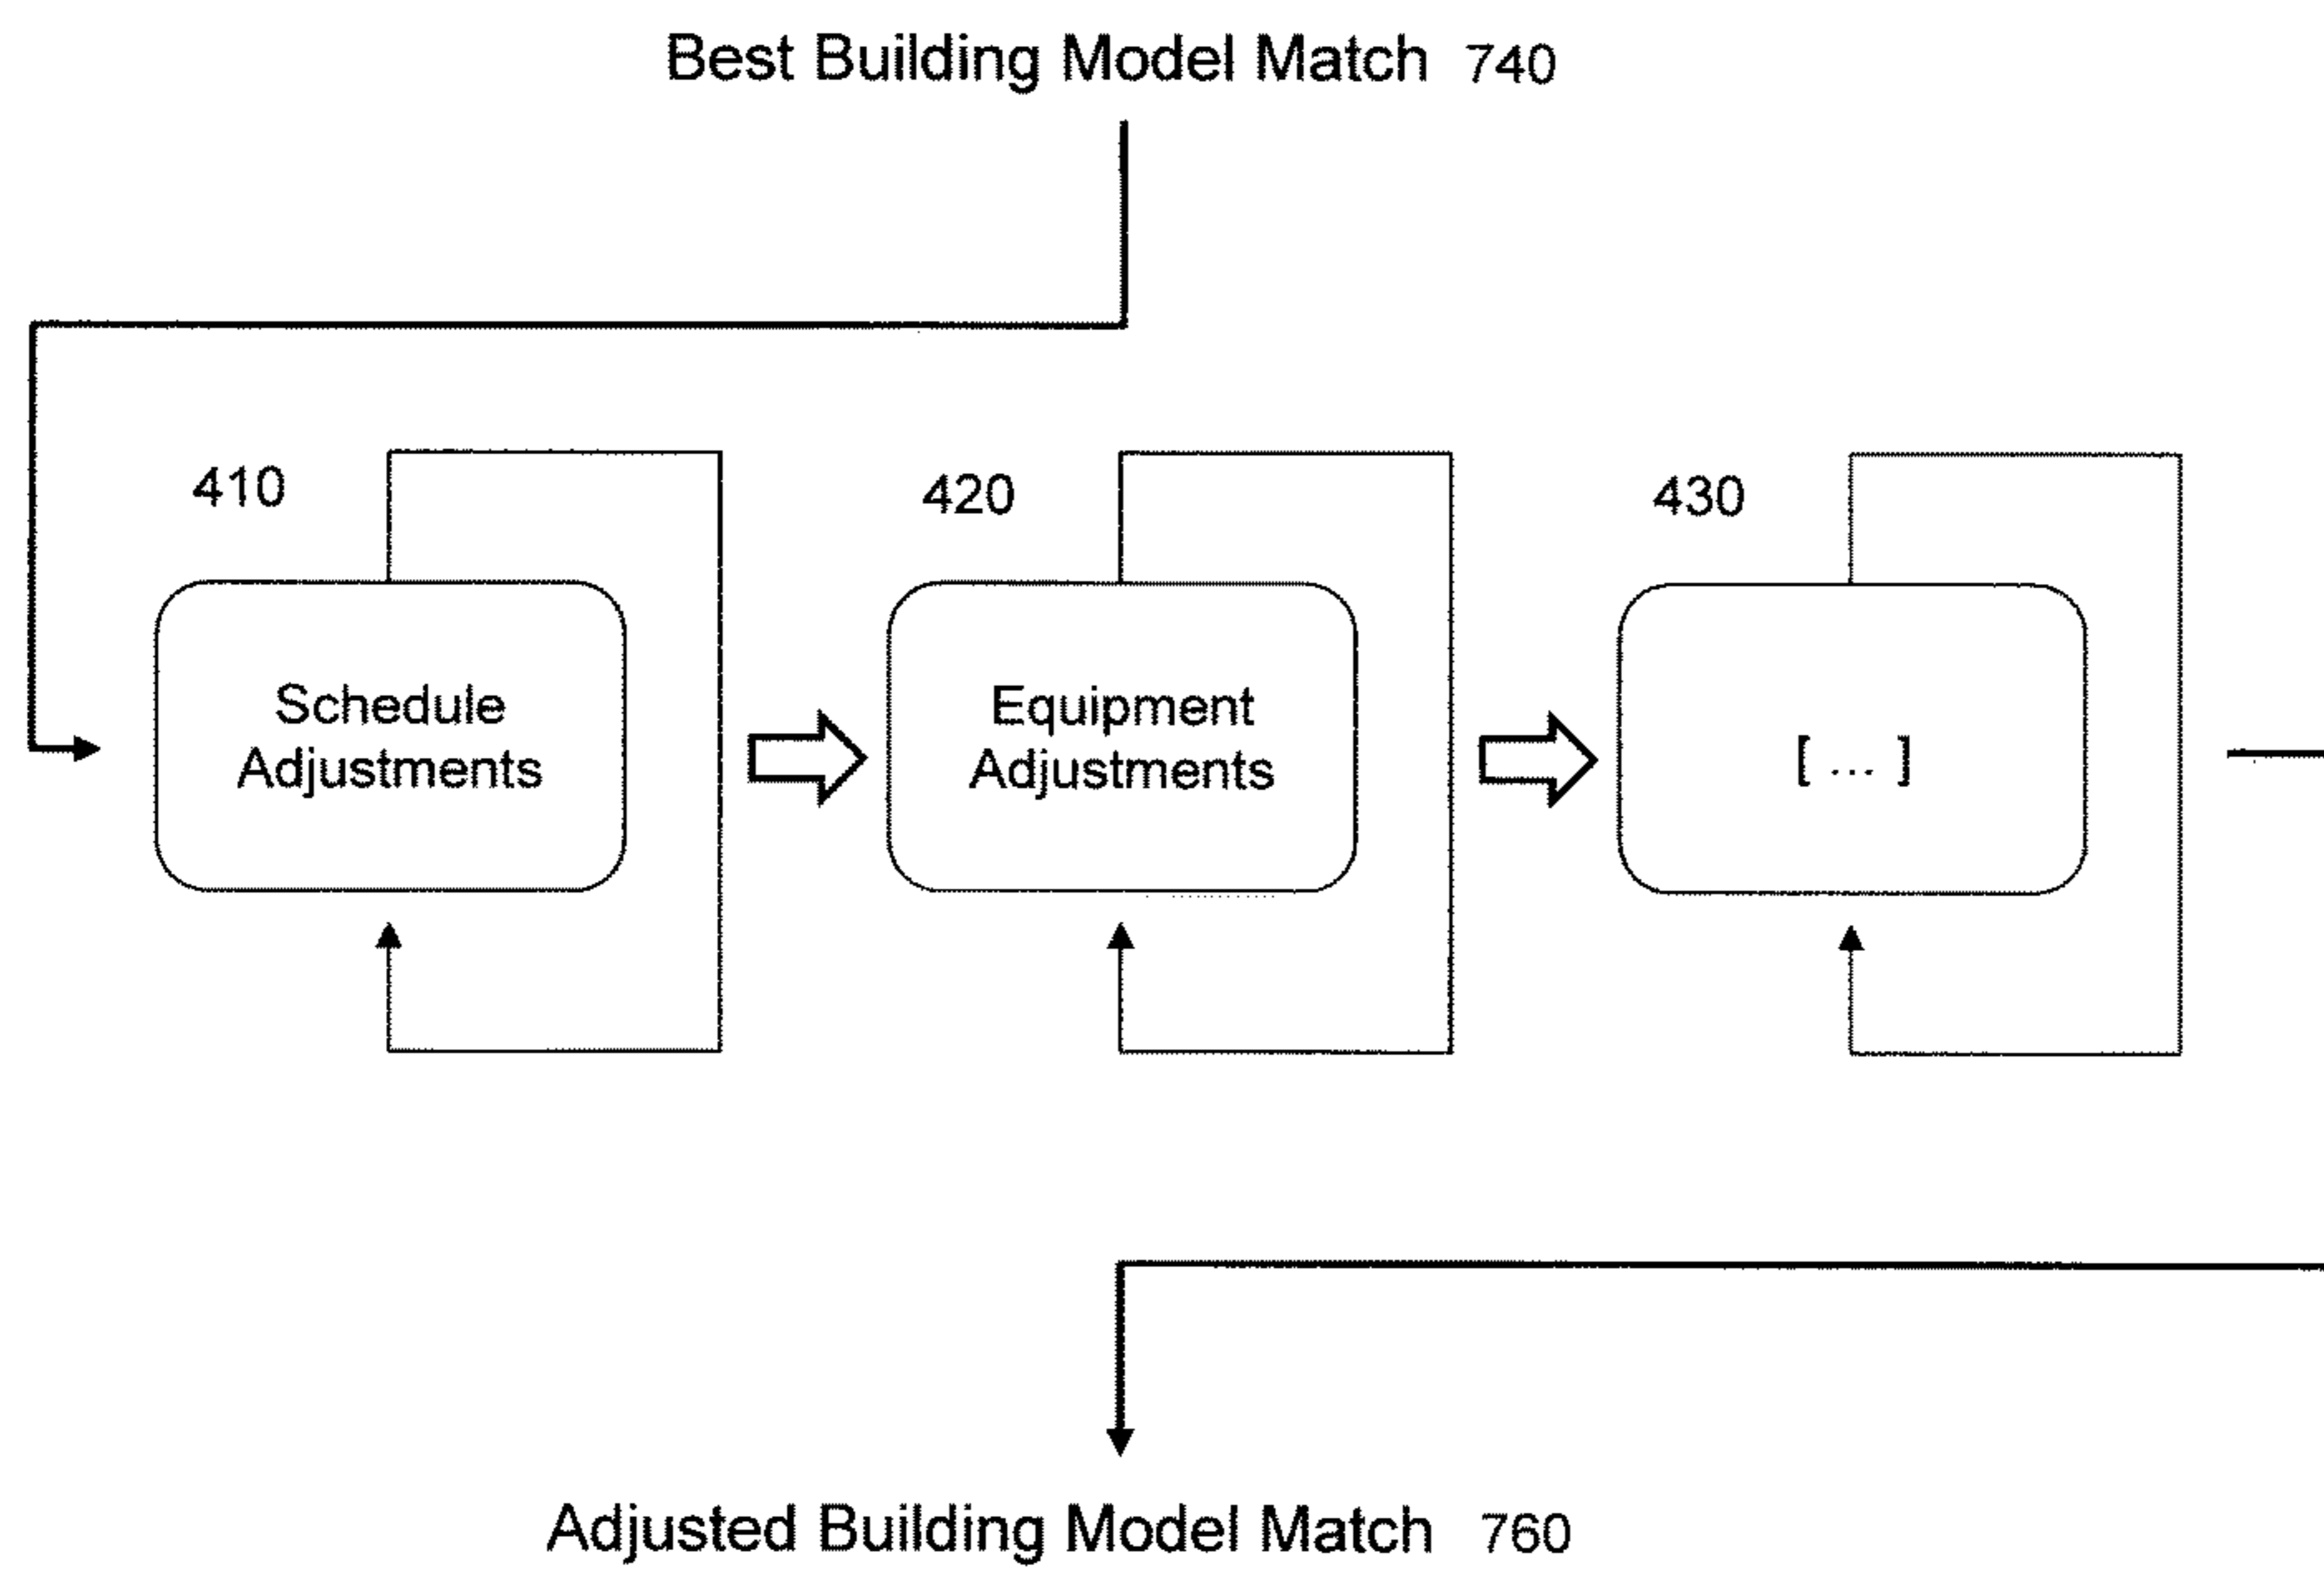 Best Building Model Match 740
410
420
430
Schedule
Adjustments
Equipment
Adjustments
[ ... ]
Adjusted Building Model Match 760